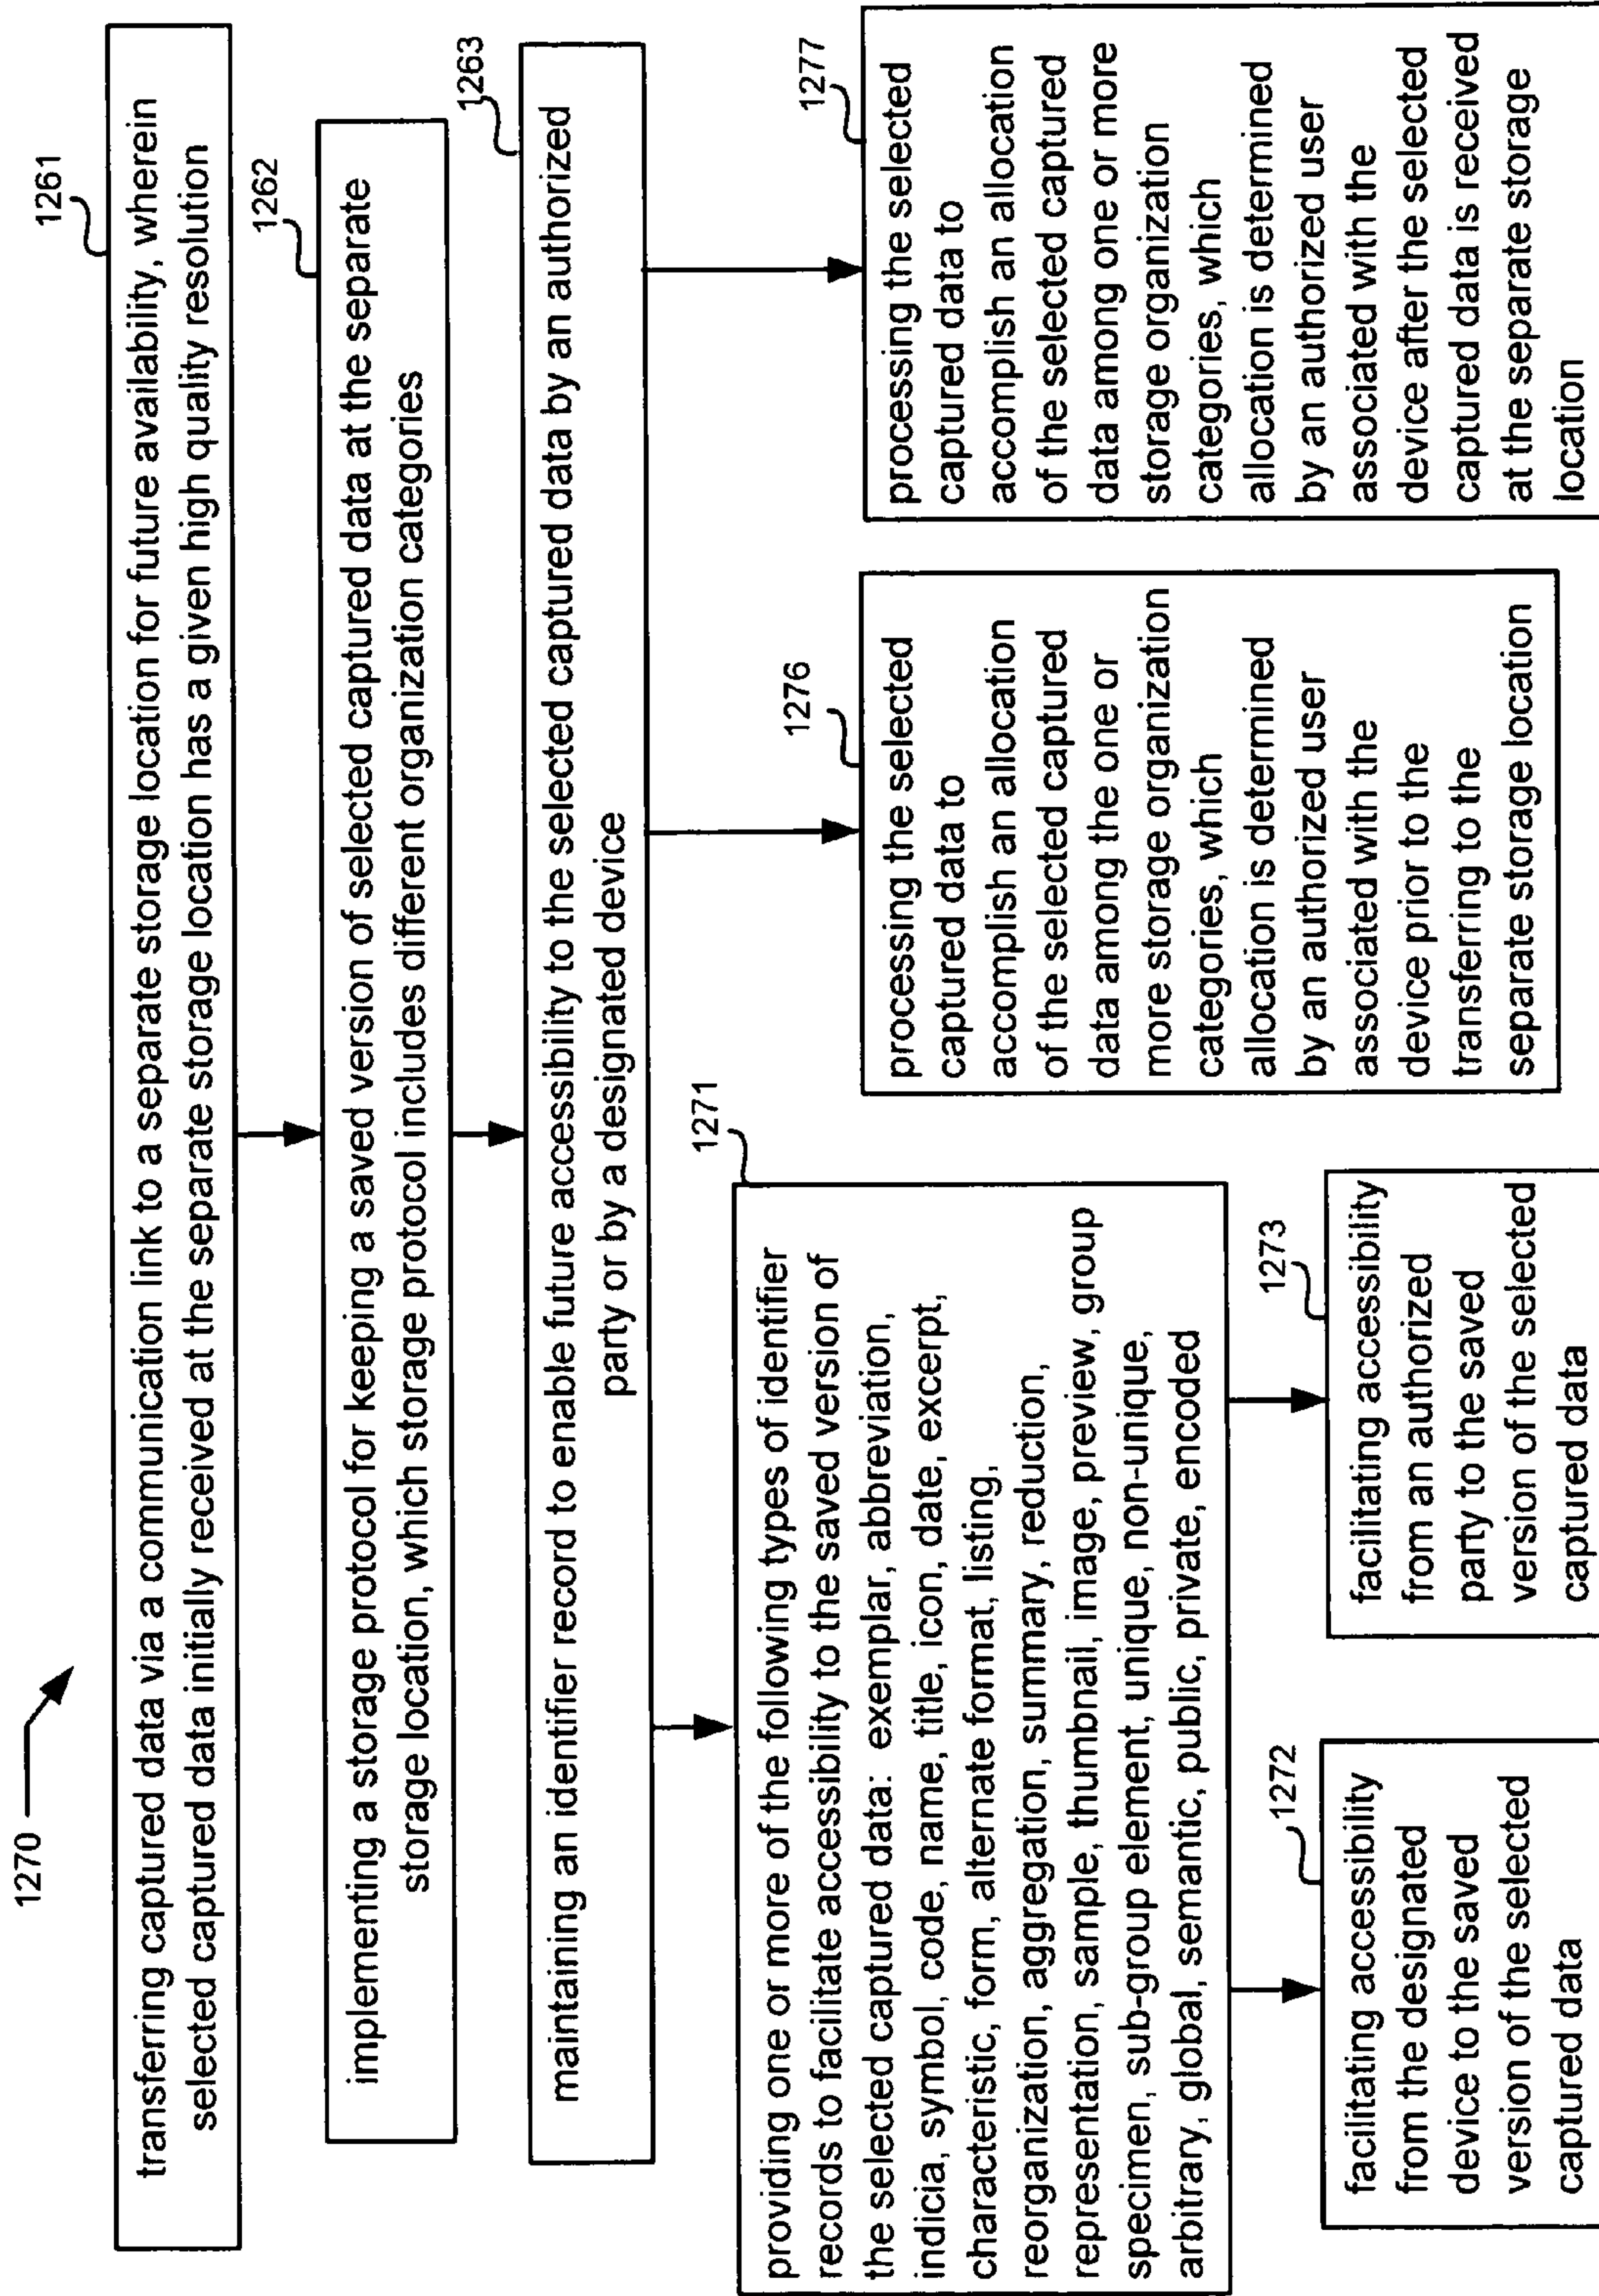 1270
1261
transferring captured data via a communication link to a separate storage location for future availability, wherein
selected captured data initially received at the separate storage location has a given high quality resolution
1262
implementing a storage protocol for keeping a saved version of selected captured data at the separate
storage location, which storage protocol includes different organization categories
1263
maintaining an identifier record to enable future accessibility to the selected captured data by an authorized
party or by a designated device
1271
providing one or more of the following types of identifier
records to facilitate accessibility to the saved version of
the selected captured data: exemplar, abbreviation,
indicia, symbol, code, name, title, icon, date, excerpt,
characteristic, form, alternate format, listing,
reorganization, aggregation, summary, reduction,
representation, sample, thumbnail, image, preview, group
specimen, sub-group element, unique, non-unique,
arbitrary, global, semantic, public, private, encoded
1272
facilitating accessibility
from the designated
device to the saved
version of the selected
captured data
1273
facilitating accessibility
from an authorized
party to the saved
version of the selected
captured data
1276
processing the selected
captured data to
accomplish an allocation
of the selected captured
data among the one or
more storage organization
categories, which
allocation is determined
by an authorized user
associated with the
device prior to the
transferring to the
separate storage location
1277
processing the selected
captured data to
accomplish an allocation
of the selected captured
data among one or more
storage organization
categories, which
allocation is determined
by an authorized user
associated with the
device after the selected
captured data is received
at the separate storage
location